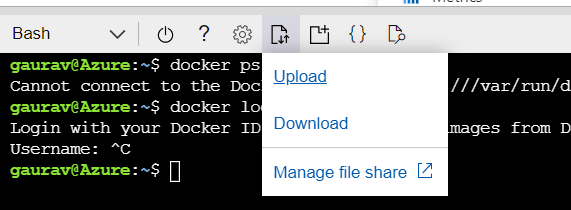 Metrics
Bash
?
{}
gaurav@Azure:~$ docker ps
Cannot connect to the Doc ///var/run/d
gaurav@Azure:~$ docker lo
Login with your Docker ID mages from D
Username: ^C
gaurav@Azure:~$
Upload
Download
Manage file share